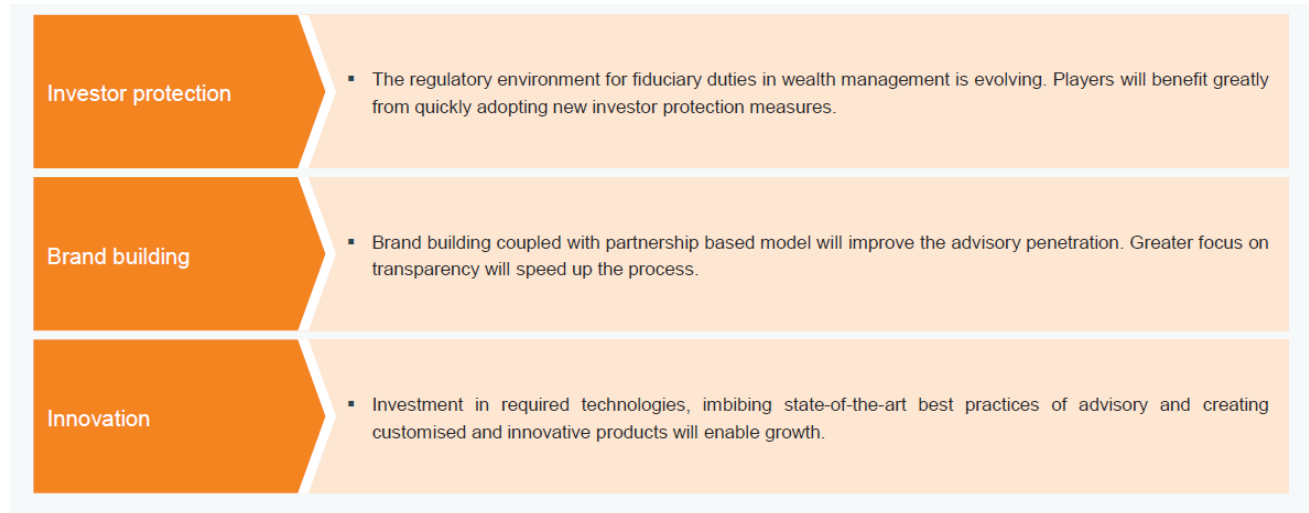 Investor protection
▪ The regulatory environment for fiduciary duties in wealth management is evolving. Players will benefit greatly
from quickly adopting new investor protection measures.
Brand building
▪ Brand building coupled with partnership based model will improve the advisory penetration. Greater focus on
transparency will speed up the process.
Innovation
▪ Investment in required technologies, imbibing state-of-the-art best practices of advisory and creating
customised and innovative products will enable growth.